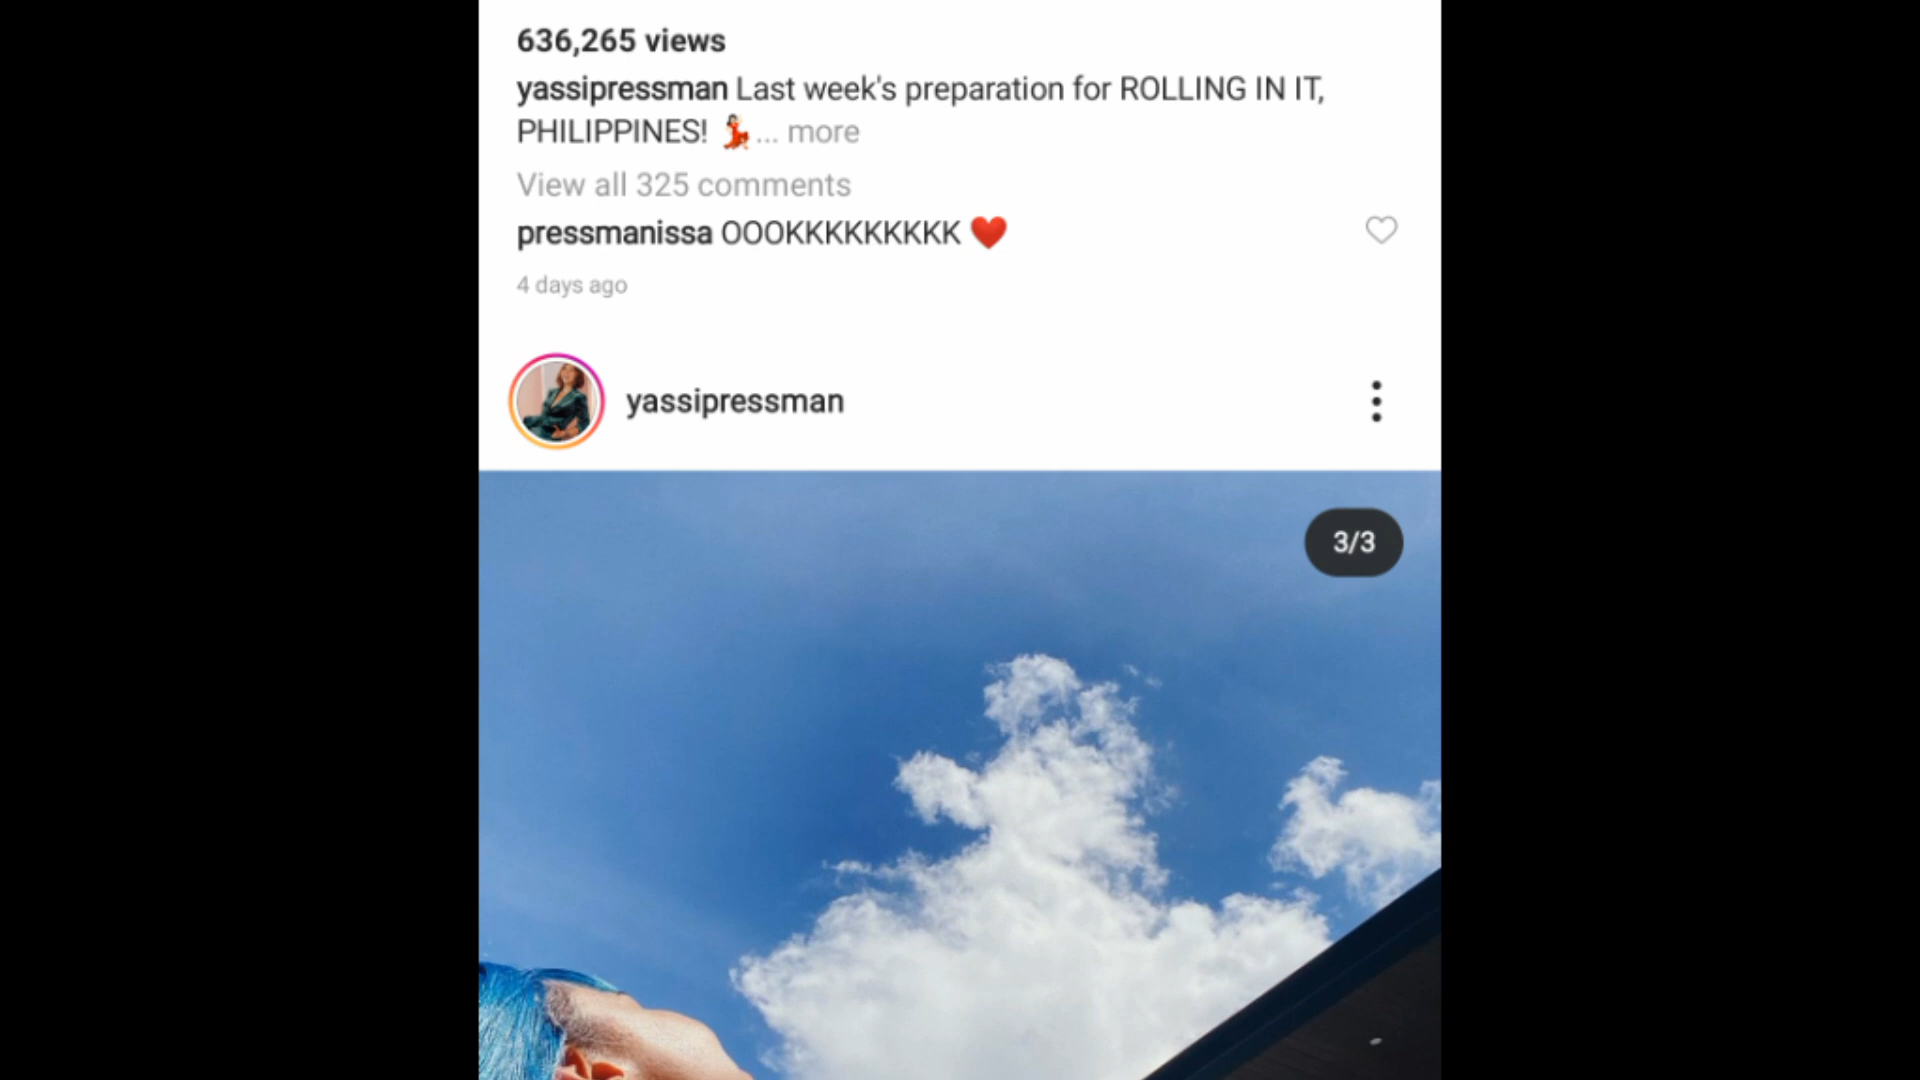 636,265 views
yassipressman Last week's preparation for ROLLING IN IT,
PHILIPPINES! 💃... more
View all 325 comments
pressmanissa OOOKKKKKKKKK ❤️
4 days ago
yassipressman
3/3